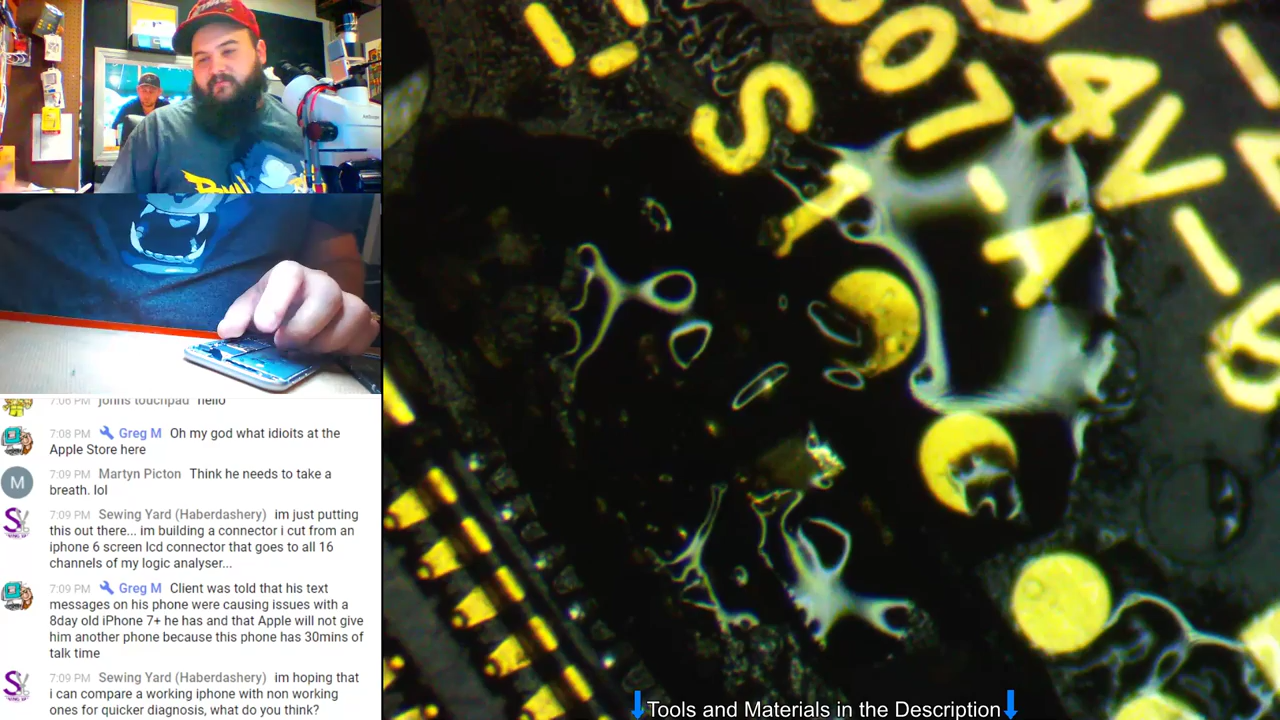 7:06 PM johns touchpad hello
7:08 PM Greg M Oh my god what idioits at the
Apple Store here
M
7:09 PM Martyn Picton Think he needs to take a
breath. lol
7:09 PM Sewing Yard (Haberdashery) im just putting
this out there... im building a connector i cut from an
iphone 6 screen lcd connector that goes to all 16
channels of my logic analyser...
7:09 PM Greg M Client was told that his text
messages on his phone were causing issues with a
8day old iPhone 7+ he has and that Apple will not give
him another phone because this phone has 30mins of
talk time
7:09 PM Sewing Yard (Haberdashery) im hoping that
i can compare a working iphone with non working
ones for quicker diagnosis, what do you think?
Tools and Materials in the Description